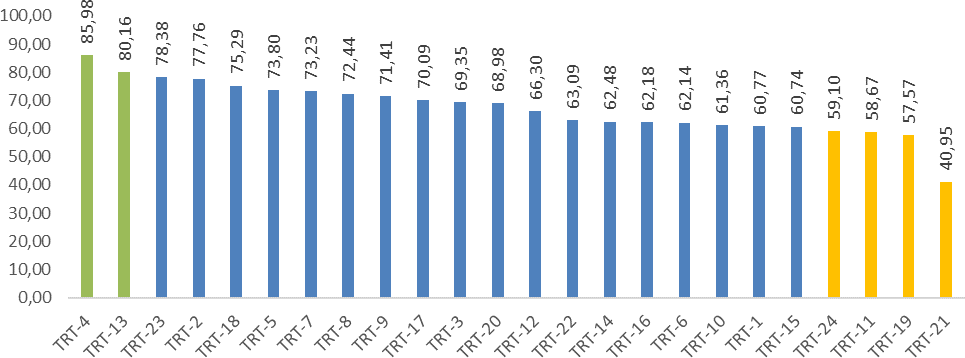 100,00
90,00
80,00
70,00
60,00
50,00
40,00
30,00
20,00
10,00
0,00
85,98
80,16
78,38
77,76
75,29
73,80
73,23
72,44
71,41
70,09
69,35
68,98
66,30
63,09
62,48
62,18
62,14
61,36
60,77
60,74
59,10
58,67
57,57
40,95
TRT-4
TRT-13
TRT-23
TRT-2
TRT-18
TRT-5
TRT-7
TRT-8
TRT-9
TRT-17
TRT-3
TRT-20
TRT-12
TRT-22
TRT-14
TRT-16
TRT-6
TRT-10
TRT-1
TRT-15
TRT-24
TRT-11
TRT-19
TRT-21